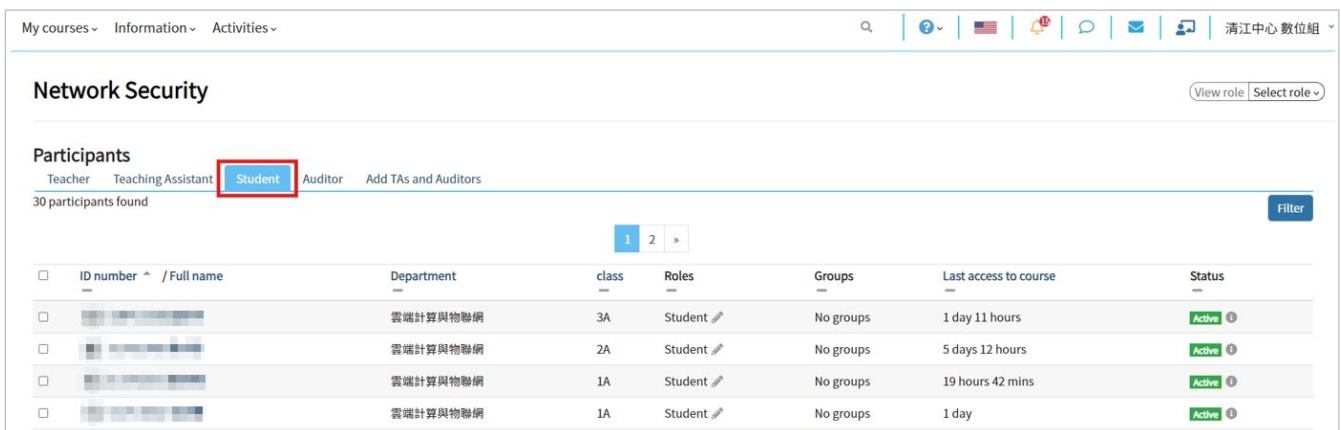 My courses Information Activities 15 清江中心 數位組
Network Security
View role Select role
Participants
Teacher Teaching Assistant Student Auditor Add TAs and Auditors
30 participants found
Filter
1 2 »
ID number / Full name Department class Roles Groups Last access to course Status
雲端計算與物聯網 3A Student No groups 1 day 11 hours Active
雲端計算與物聯網 2A Student No groups 5 days 12 hours Active
雲端計算與物聯網 1A Student No groups 19 hours 42 mins Active
雲端計算與物聯網 1A Student No groups 1 day Active